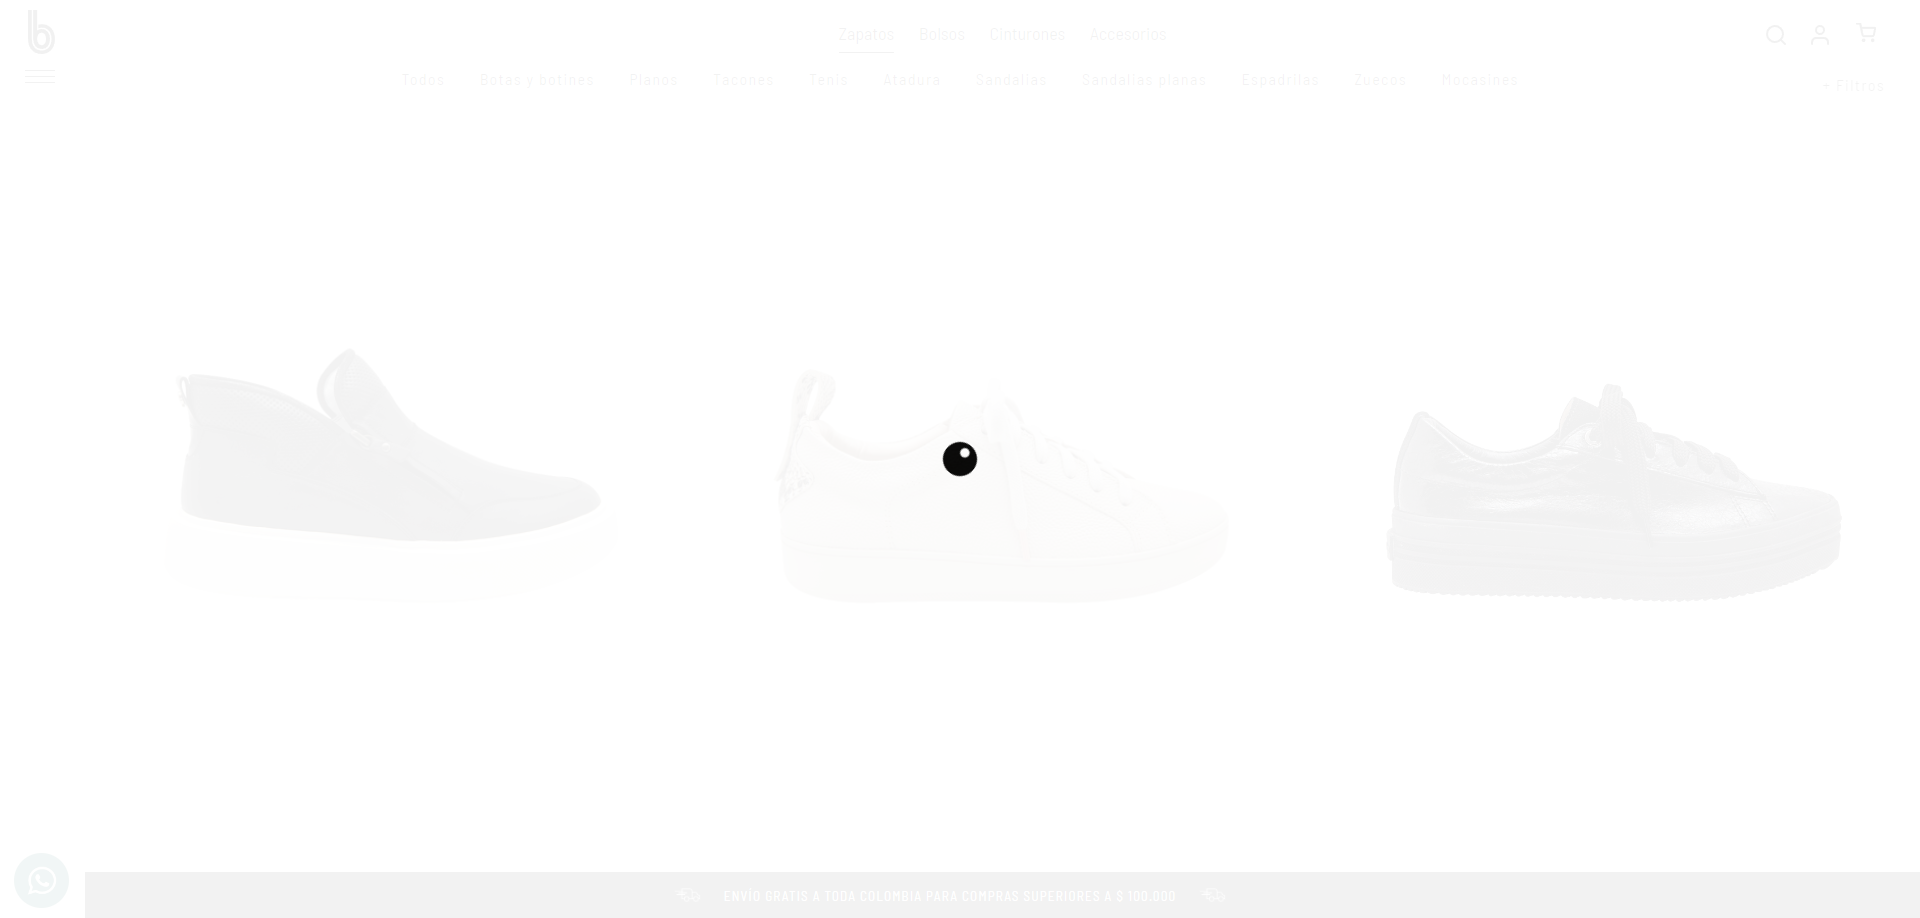 b
Zapatos Bolsos Cinturones Accesorios
Todos Botas y botines Planos Tacones Tenis Atadura Sandalias Sandalias planas Espadrilas Zuecos Mocasines
+ Filtros
ENVÍO GRATIS A TODA COLOMBIA PARA COMPRAS SUPERIORES A $ 100.000